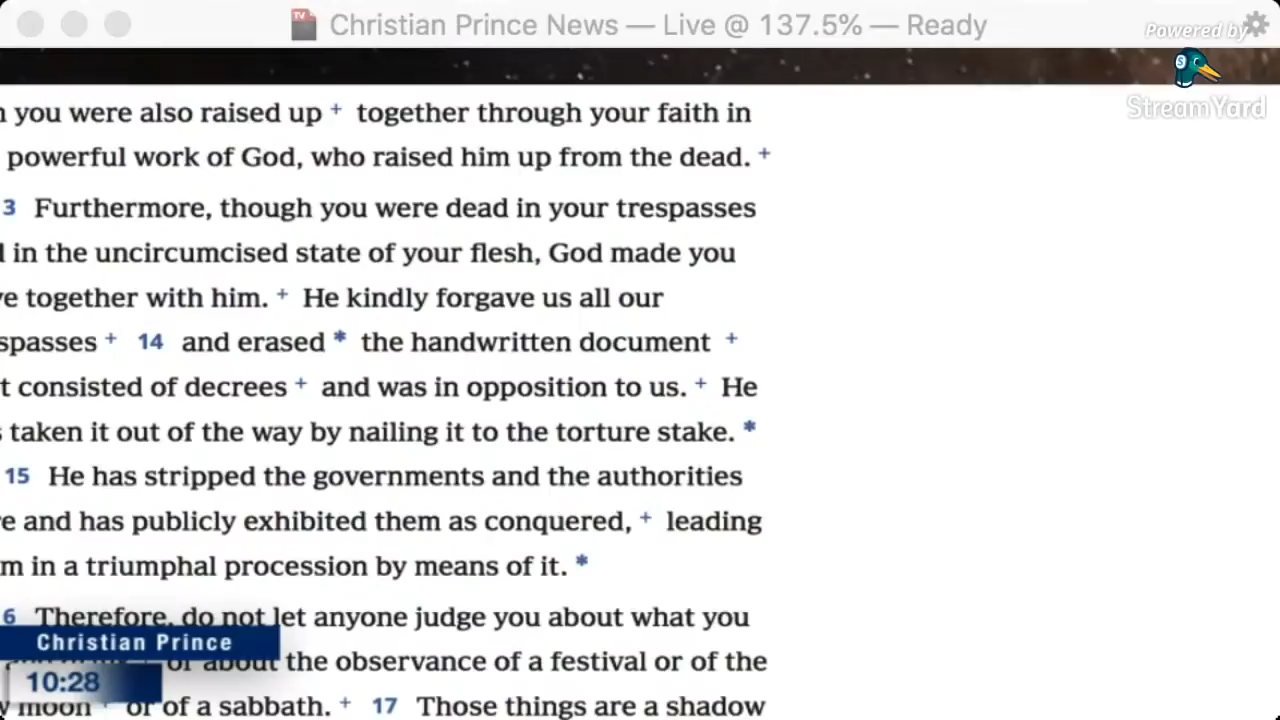 Christian Prince News — Live @ 137.5% — Ready
Powered by
StreamYard
you were also raised up + together through your faith in
powerful work of God, who raised him up from the dead. +
3 Furthermore, though you were dead in your trespasses
in the uncircumcised state of your flesh, God made you
together with him. + He kindly forgave us all our
spasses + 14 and erased * the handwritten document +
t consisted of decrees + and was in opposition to us. + He
s taken it out of the way by nailing it to the torture stake. *
15 He has stripped the governments and the authorities
e and has publicly exhibited them as conquered, + leading
m in a triumphal procession by means of it. *
6 Therefore, do not let anyone judge you about what you
Christian Prince
or about the observance of a festival or of the
10:28
moon + or of a sabbath. + 17 Those things are a shadow